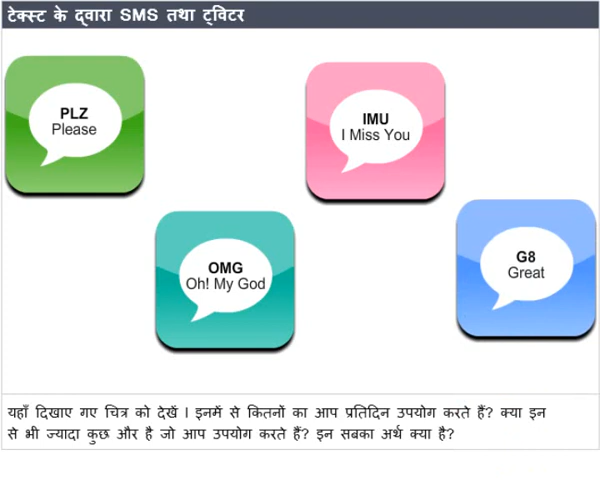 टेक्स्ट के द्वारा SMS तथा ट्विटर
PLZ
Please
IMU
I Miss You
OMG
Oh! My God
G8
Great
यहाँ दिखाए गए चित्र को देखें l इनमें से कितनों का आप प्रतिदिन उपयोग करते हैं? क्या इन
से भी ज्यादा कुछ और है जो आप उपयोग करते हैं? इन सबका अर्थ क्या है?